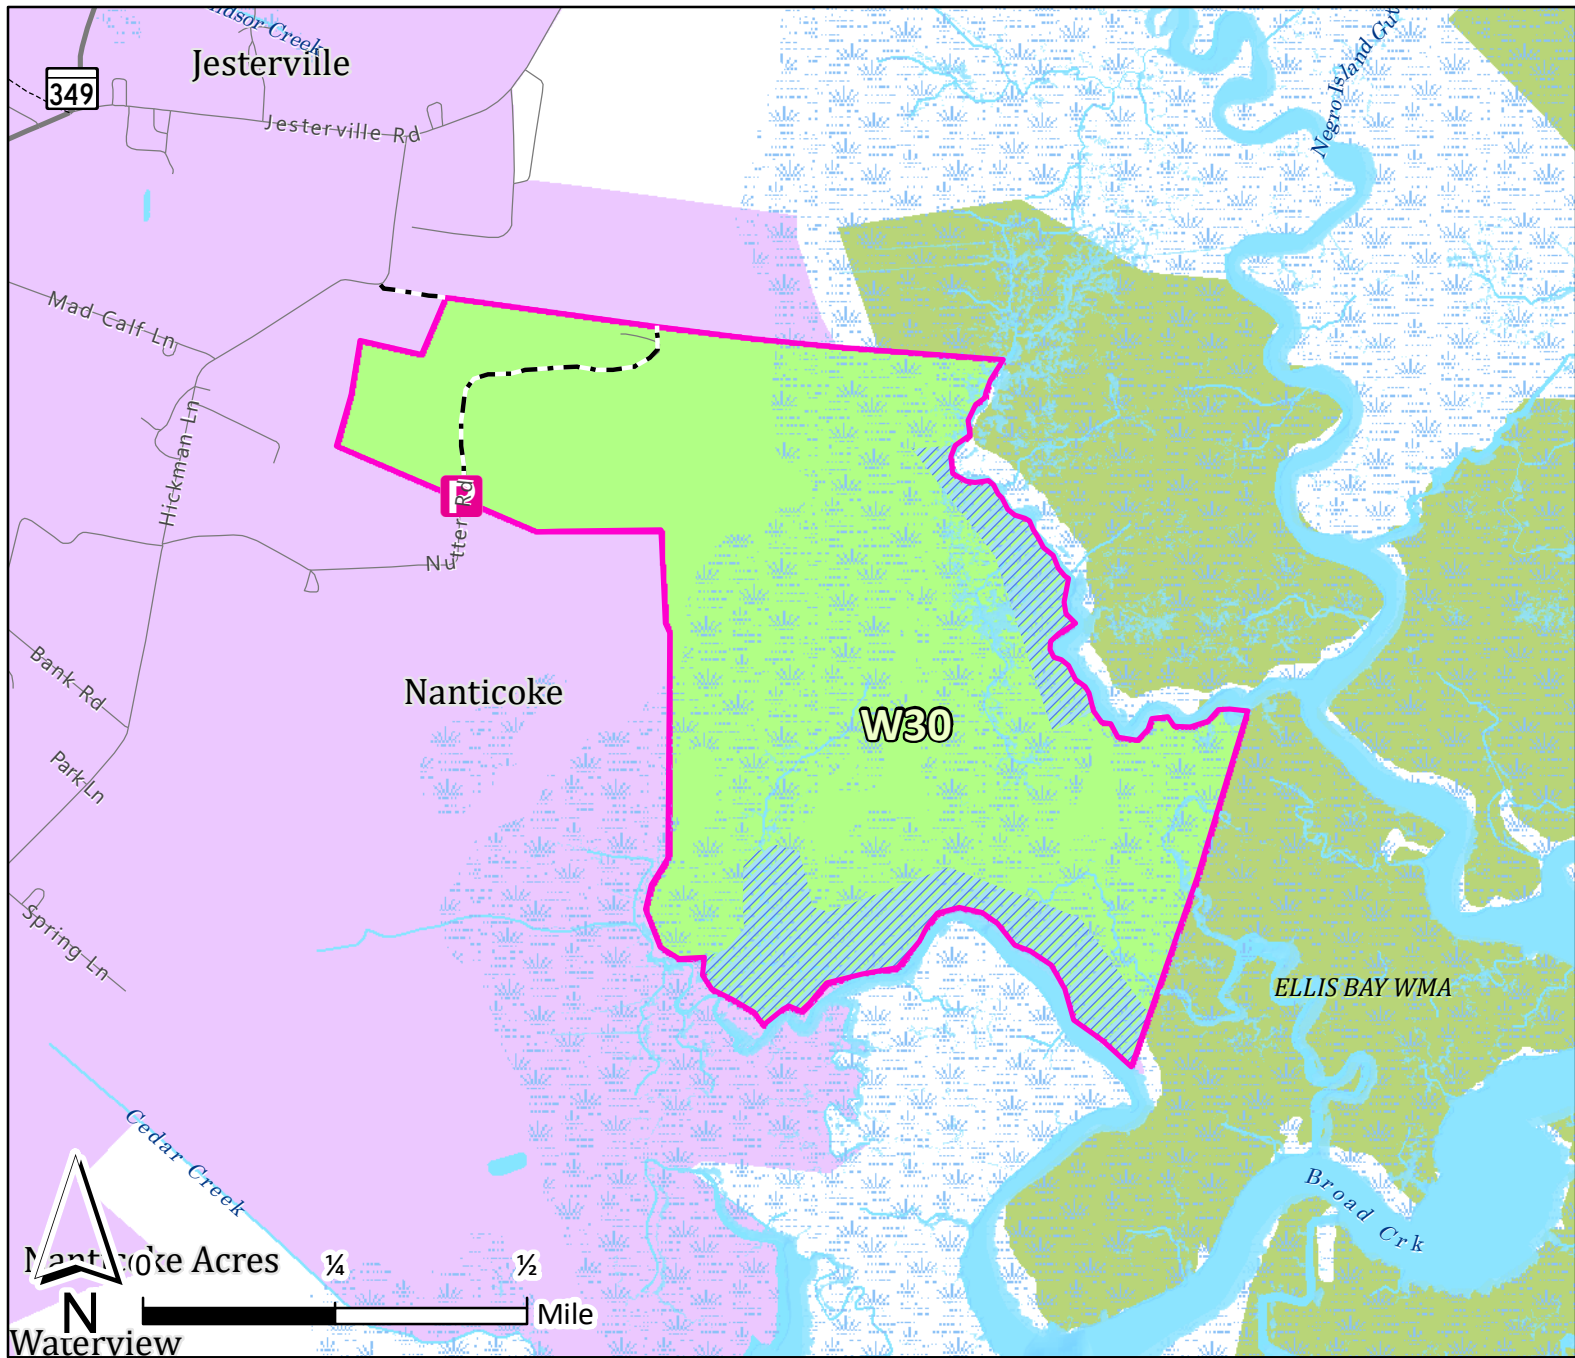 Jesterville
349
Jesterville Rd
Negro Island Gut
Mad Calf Ln
Hickman Ln
P
Nutter Rd
Bank Rd
Nanticoke
W30
Park Ln
Spring Ln
ELLIS BAY WMA
Cedar Creek
Broad Crk
Nanticoke Acres
0 ¼ ½
Mile
N
Waterview